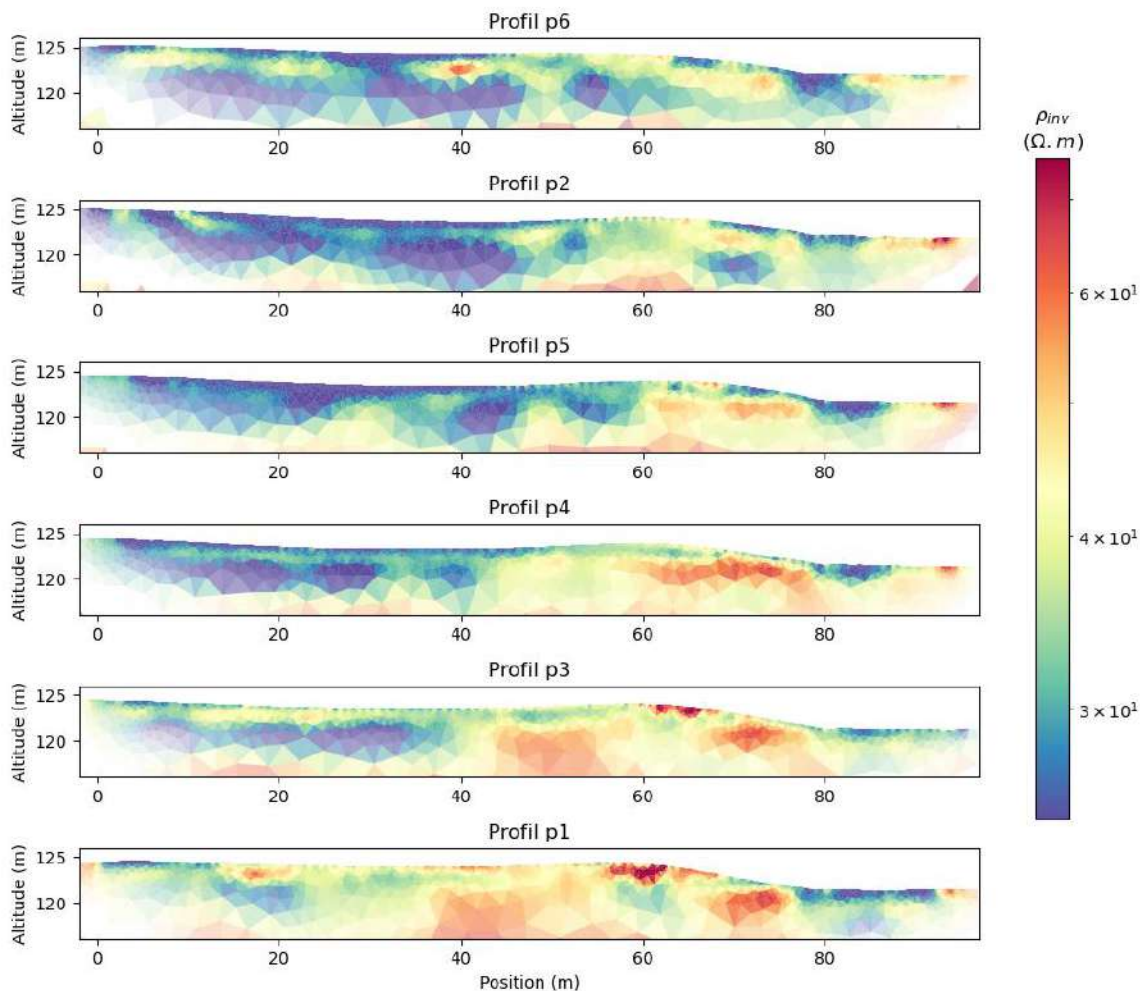 Profil p6
125
120
Altitude (m)
0 20 40 60 80
Profil p2
125
120
Altitude (m)
0 20 40 60 80
Profil p5
125
120
Altitude (m)
0 20 40 60 80
Profil p4
125
120
Altitude (m)
0 20 40 60 80
Profil p3
125
120
Altitude (m)
0 20 40 60 80
Profil p1
125
120
Altitude (m)
0 20 40 60 80
Position (m)
ρinv
(Ω.m)
6 × 10¹
4 × 10¹
3 × 10¹